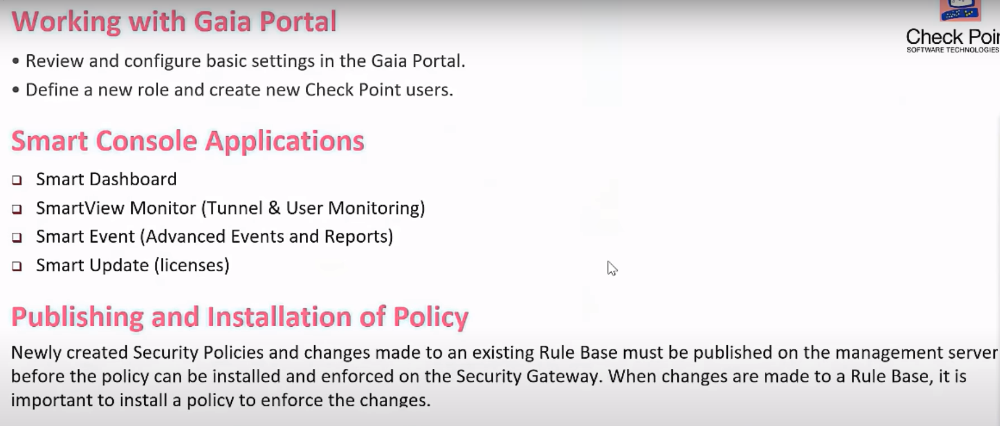 Working with Gaia Portal
Check Poi
SOFTWARE TECHNOLOGIES
• Review and configure basic settings in the Gaia Portal.
• Define a new role and create new Check Point users.
Smart Console Applications
❑ Smart Dashboard
❑ SmartView Monitor (Tunnel & User Monitoring)
❑ Smart Event (Advanced Events and Reports)
❑ Smart Update (licenses)
Publishing and Installation of Policy
Newly created Security Policies and changes made to an existing Rule Base must be published on the management server
before the policy can be installed and enforced on the Security Gateway. When changes are made to a Rule Base, it is
important to install a policy to enforce the changes.